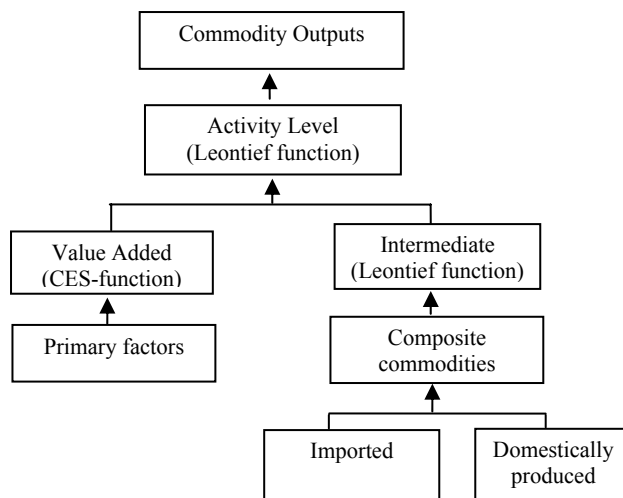 Commodity Outputs
Activity Level
(Leontief function)
Value Added
(CES-function)
Intermediate
(Leontief function)
Primary factors
Composite
commodities
Imported
Domestically
produced